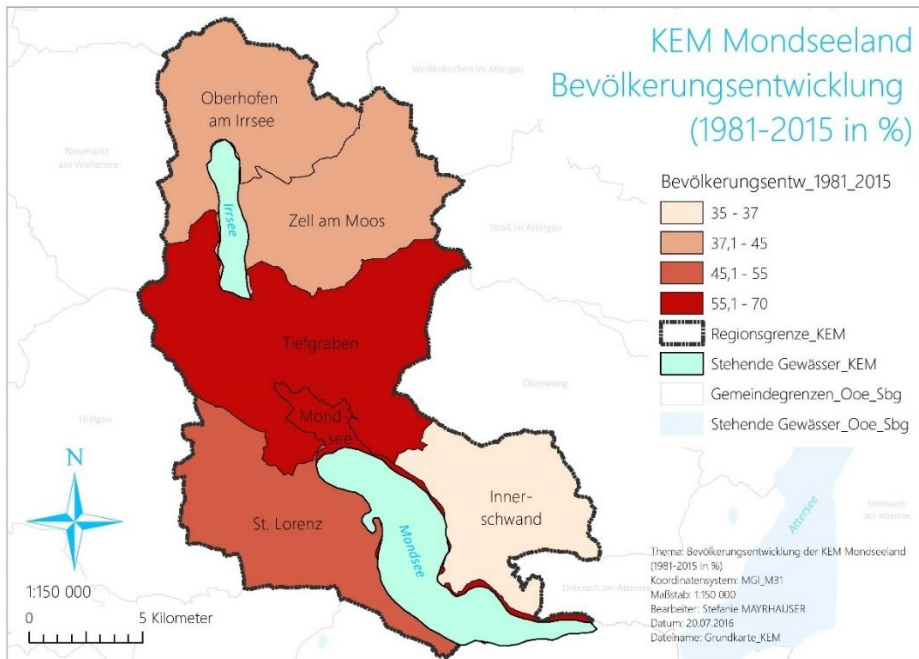 KEM Mondseeland
Bevölkerungsentwicklung
(1981-2015 in %)
Bevölkerungsentw_1981_2015
35 - 37
37,1 - 45
45,1 - 55
55,1 - 70
Regionsgrenze_KEM
Stehende Gewässer_KEM
Gemeindegrenzen_Ooe_Sbg
Stehende Gewässer_Ooe_Sbg
Weißenkirchen im Attergau
Oberhofen
am Irrsee
Neumarkt
am Wallersee
Irrsee
Zell am Moos
Straß im Attergau
Tiefgraben
Oberwang
Thalgau
Mond-
see
N
St. Lorenz
Inner-
schwand
Mondsee
Attersee
Steinbach
am Attersee
Unterach am Attersee
1:150 000
0 5 Kilometer
Thema: Bevölkerungsentwicklung der KEM Mondseeland
(1981-2015 in %)
Koordinatensystem: MGI_M31
Maßstab: 1:150 000
Bearbeiter: Stefanie MAYRHAUSER
Datum: 20.07.2016
Dateiname: Grundkarte_KEM